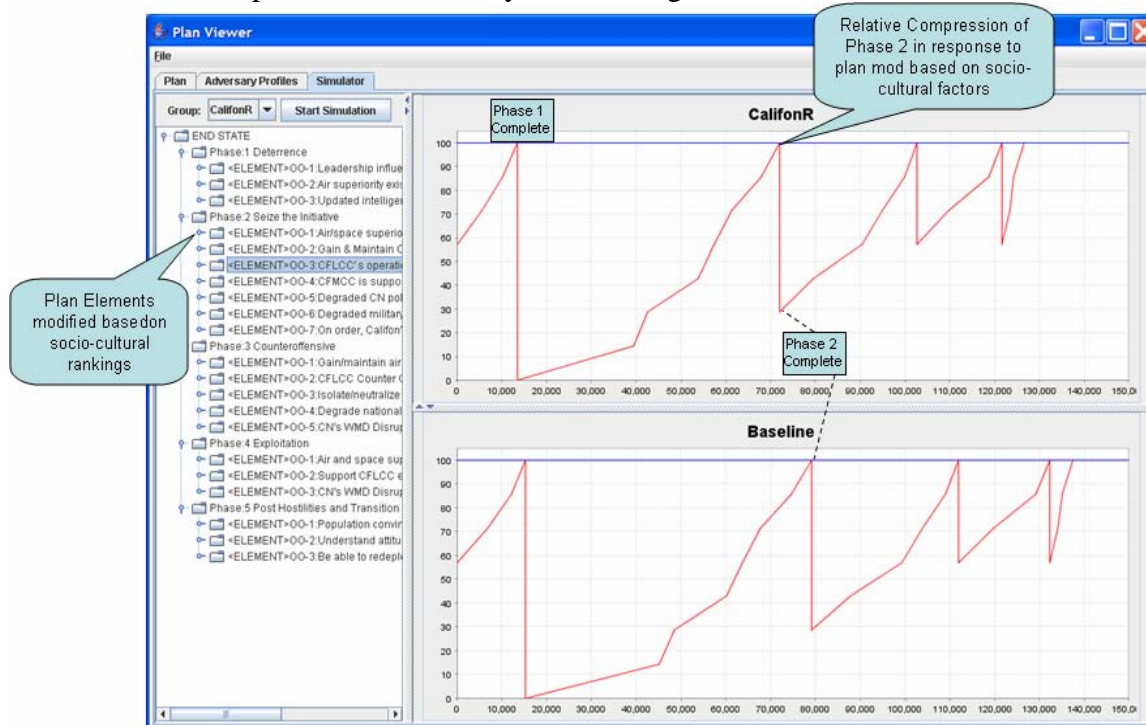 Plan Viewer
File
Plan Adversary Profiles Simulator
Group: CalifonR Start Simulation
END STATE
Phase:1 Deterrence
<ELEMENT>OO-1:Leadership influe
<ELEMENT>OO-2:Air superiority exis
<ELEMENT>OO-3:Updated intelliger
Phase:2 Seize the Initiative
<ELEMENT>OO-1:Air/space superio
<ELEMENT>OO-2:Gain & Maintain C
<ELEMENT>OO-3:CFLCC's operatio
<ELEMENT>OO-4:CFMCC is suppo
<ELEMENT>OO-5:Degraded CN pol
<ELEMENT>OO-6:Degraded military
<ELEMENT>OO-7:On order, Califon'
Phase:3 Counteroffensive
<ELEMENT>OO-1:Gain/maintain air
<ELEMENT>OO-2:CFLCC Counter C
<ELEMENT>OO-3:Isolate/neutralize
<ELEMENT>OO-4:Degrade national
<ELEMENT>OO-5:CN's WMD Disrup
Phase:4 Exploitation
<ELEMENT>OO-1:Air and space sup
<ELEMENT>OO-2:Support CFLCC e
<ELEMENT>OO-3:CN's WMD Disrup
Phase:5 Post Hostilities and Transition
<ELEMENT>OO-1:Population convin
<ELEMENT>OO-2:Understand attitu
<ELEMENT>OO-3:Be able to redeple
Plan Elements
modified basedon
socio-cultural
rankings
Relative Compression of
Phase 2 in response to
plan mod based on socio-
cultural factors
CalifonR
Phase 1
Complete
100
90
80
70
60
50
40
30
20
10
0
0 10,000 20,000 30,000 40,000 50,000 60,000 70,000 80,000 90,000 100,000 110,000 120,000 130,000 140,000 150,0
Phase 2
Complete
Baseline
100
90
80
70
60
50
40
30
20
10
0
0 10,000 20,000 30,000 40,000 50,000 60,000 70,000 80,000 90,000 100,000 110,000 120,000 130,000 140,000 150,0